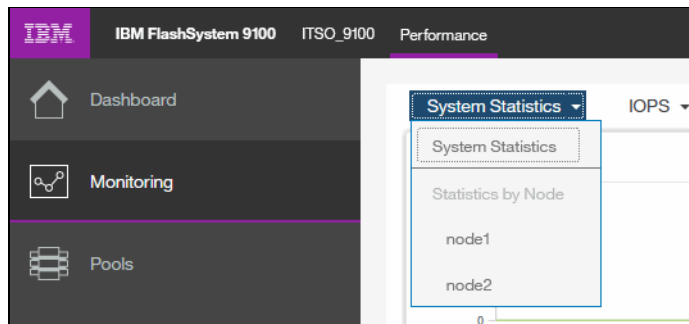 IBM IBM FlashSystem 9100 ITSO_9100 Performance
Dashboard
Monitoring
Pools
System Statistics IOPS
System Statistics
Statistics by Node
node1
node2
0